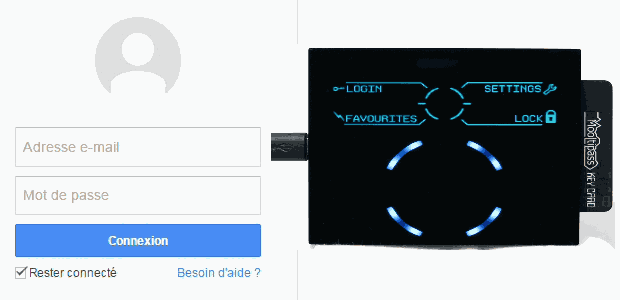 Adresse e-mail
Mot de passe
Connexion
Rester connecté
Besoin d'aide ?
LOGIN
SETTINGS
FAVOURITES
LOCK
Mooltipass
KEY CARD